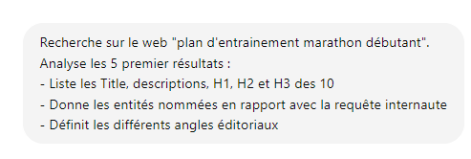 Recherche sur le web "plan d'entrainement marathon débutant".
Analyse les 5 premier résultats :
- Liste les Title, descriptions, H1, H2 et H3 des 10
- Donne les entités nommées en rapport avec la requête internaute
- Définit les différents angles éditoriaux